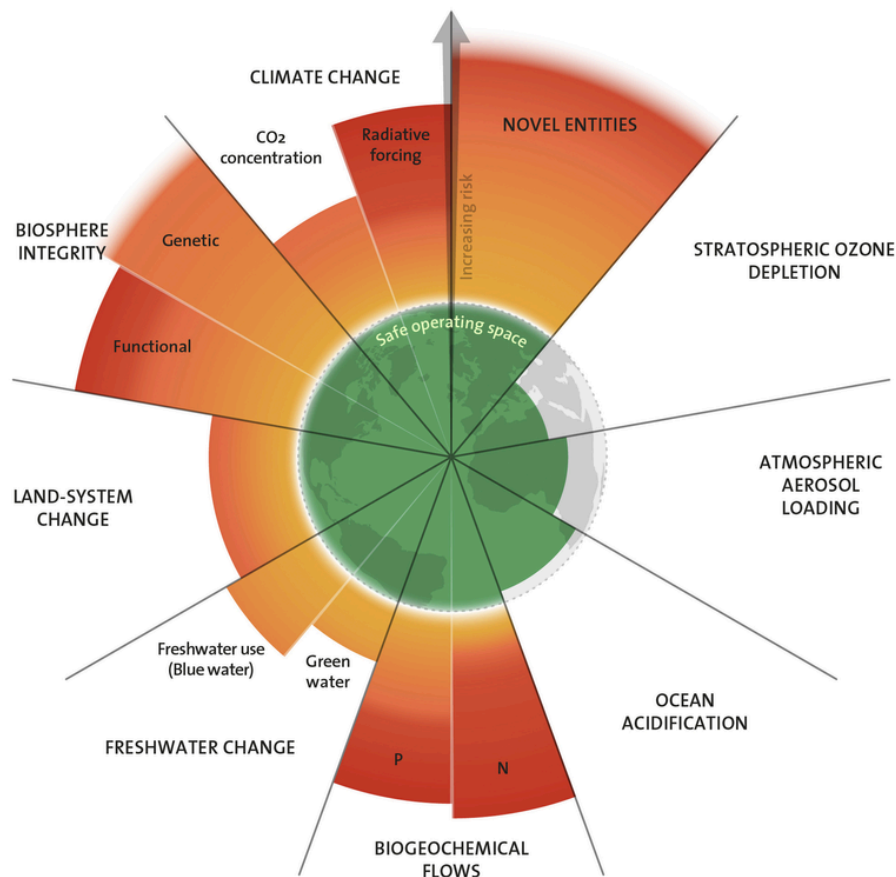 CLIMATE CHANGE
CO2
concentration
Radiative
forcing
NOVEL ENTITIES
Increasing risk
BIOSPHERE
INTEGRITY
Genetic
Functional
STRATOSPHERIC OZONE
DEPLETION
Safe operating space
LAND-SYSTEM
CHANGE
ATMOSPHERIC
AEROSOL
LOADING
Freshwater use
(Blue water)
Green
water
FRESHWATER CHANGE
OCEAN
ACIDIFICATION
P
N
BIOGEOCHEMICAL
FLOWS